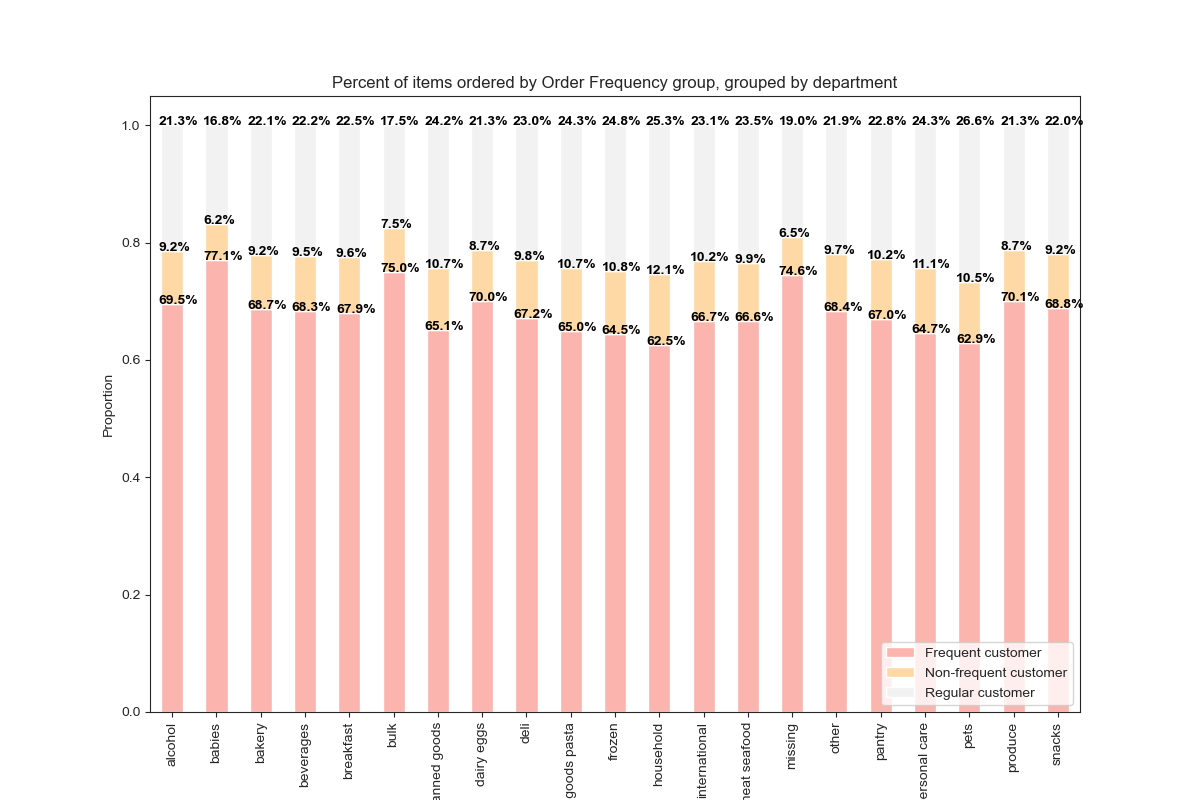 Percent of items ordered by Order Frequency group, grouped by department
21.3% 16.8% 22.1% 22.2% 22.5% 17.5% 24.2% 21.3% 23.0% 24.3% 24.8% 25.3% 23.1% 23.5% 19.0% 21.9% 22.8% 24.3% 26.6% 21.3% 22.0%
9.2% 6.2% 9.2% 9.5% 9.6% 7.5% 10.7% 8.7% 9.8% 10.7% 10.8% 12.1% 10.2% 9.9% 6.5% 9.7% 10.2% 11.1% 10.5% 8.7% 9.2%
69.5% 77.1% 68.7% 68.3% 67.9% 75.0% 65.1% 70.0% 67.2% 65.0% 64.5% 62.5% 66.7% 66.6% 74.6% 68.4% 67.0% 64.7% 62.9% 70.1% 68.8%
1.0
0.8
0.6
0.4
0.2
0.0
Proportion
Frequent customer
Non-frequent customer
Regular customer
alcohol
babies
bakery
beverages
breakfast
bulk
anned goods
dairy eggs
deli
goods pasta
frozen
household
international
neat seafood
missing
other
pantry
ersonal care
pets
produce
snacks